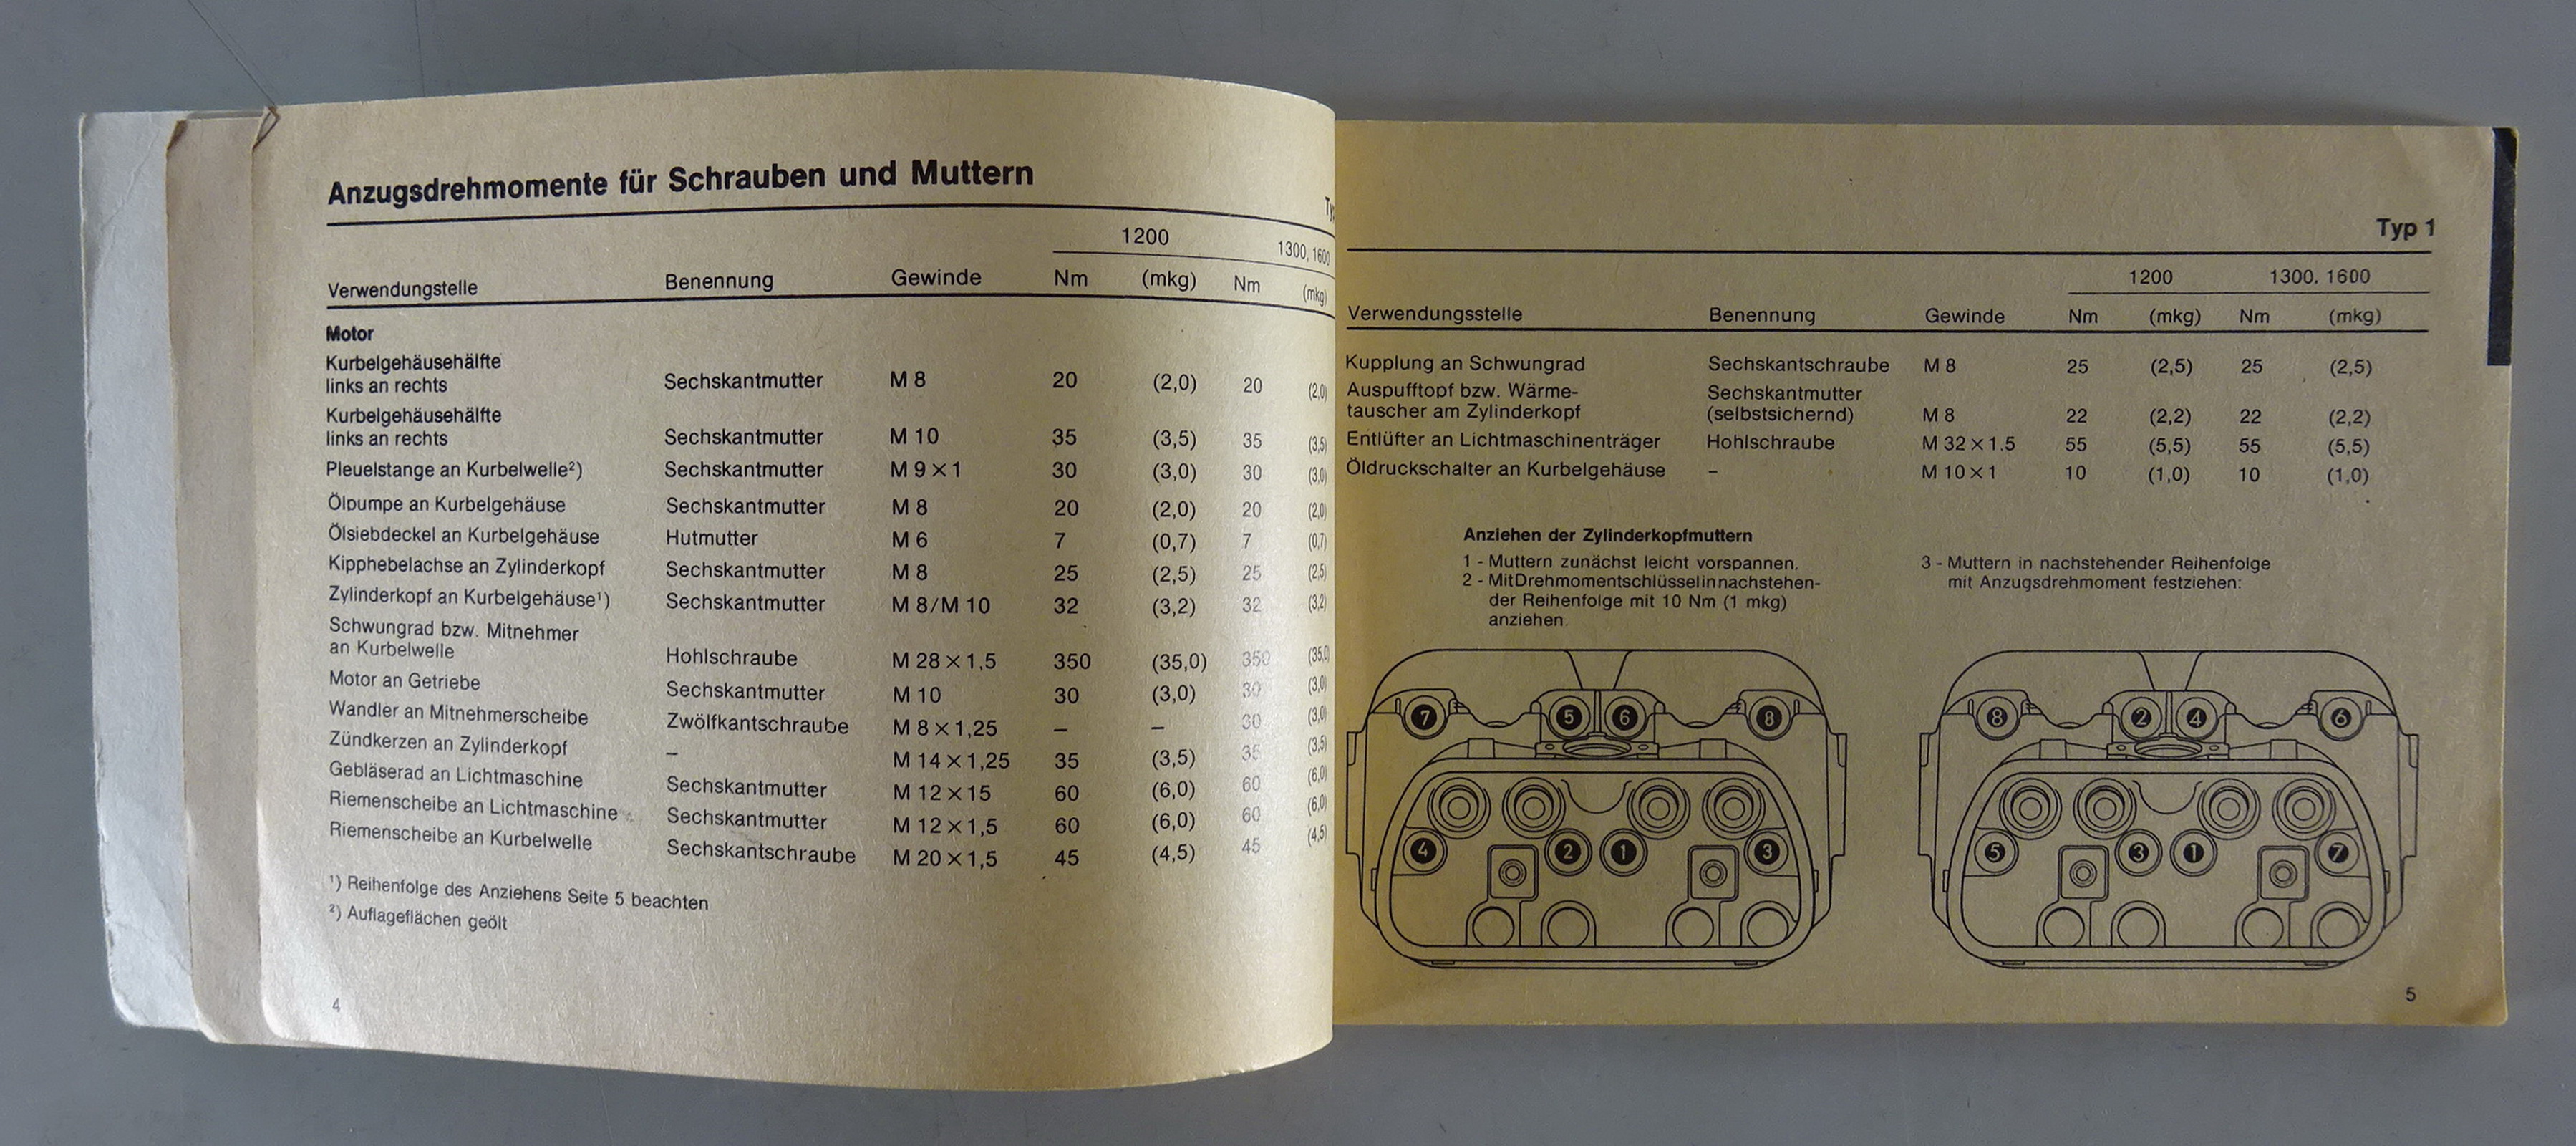 Anzugsdrehmomente für Schrauben und Muttern
1200 1300, 1600
Verwendungstelle Benennung Gewinde Nm (mkg) Nm (mkg)
Motor
Kurbelgehäusehälfte
links an rechts Sechskantmutter M 8 20 (2,0) 20 (2,0)
Kurbelgehäusehälfte
links an rechts Sechskantmutter M 10 35 (3,5) 35 (3,5)
Pleuelstange an Kurbelwelle²) Sechskantmutter M 9 × 1 30 (3,0) 30 (3,0)
Ölpumpe an Kurbelgehäuse Sechskantmutter M 8 20 (2,0) 20 (2,0)
Ölsiebdeckel an Kurbelgehäuse Hutmutter M 6 7 (0,7) 7 (0,7)
Kipphebelachse an Zylinderkopf Sechskantmutter M 8 25 (2,5) 25 (2,5)
Zylinderkopf an Kurbelgehäuse¹) Sechskantmutter M 8/M 10 32 (3,2) 32 (3,2)
Schwungrad bzw. Mitnehmer
an Kurbelwelle Hohlschraube M 28 × 1,5 350 (35,0) 350 (35,0)
Motor an Getriebe Sechskantmutter M 10 30 (3,0) 30 (3,0)
Wandler an Mitnehmerscheibe Zwölfkantschraube M 8 × 1,25 – – 30 (3,0)
Zündkerzen an Zylinderkopf – M 14 × 1,25 35 (3,5) 35 (3,5)
Gebläserad an Lichtmaschine Sechskantmutter M 12 × 15 60 (6,0) 60 (6,0)
Riemenscheibe an Lichtmaschine Sechskantmutter M 12 × 1,5 60 (6,0) 60 (6,0)
Riemenscheibe an Kurbelwelle Sechskantschraube M 20 × 1,5 45 (4,5) 45 (4,5)
¹) Reihenfolge des Anziehens Seite 5 beachten
²) Auflageflächen geölt
4
Typ 1
1200 1300. 1600
Verwendungsstelle Benennung Gewinde Nm (mkg) Nm (mkg)
Kupplung an Schwungrad Sechskantschraube M 8 25 (2,5) 25 (2,5)
Auspufftopf bzw. Wärme- Sechskantmutter
tauscher am Zylinderkopf (selbstsichernd) M 8 22 (2,2) 22 (2,2)
Entlüfter an Lichtmaschinenträger Hohlschraube M 32 × 1.5 55 (5,5) 55 (5,5)
Öldruckschalter an Kurbelgehäuse – M 10 × 1 10 (1,0) 10 (1,0)
Anziehen der Zylinderkopfmuttern
1 - Muttern zunächst leicht vorspannen.
2 - Mit Drehmomentschlüssel in nachstehen-
der Reihenfolge mit 10 Nm (1 mkg)
anziehen.
3 - Muttern in nachstehender Reihenfolge
mit Anzugsdrehmoment festziehen:
7 5 6 8
4 2 1 3
8 2 4 6
5 3 1 7
5